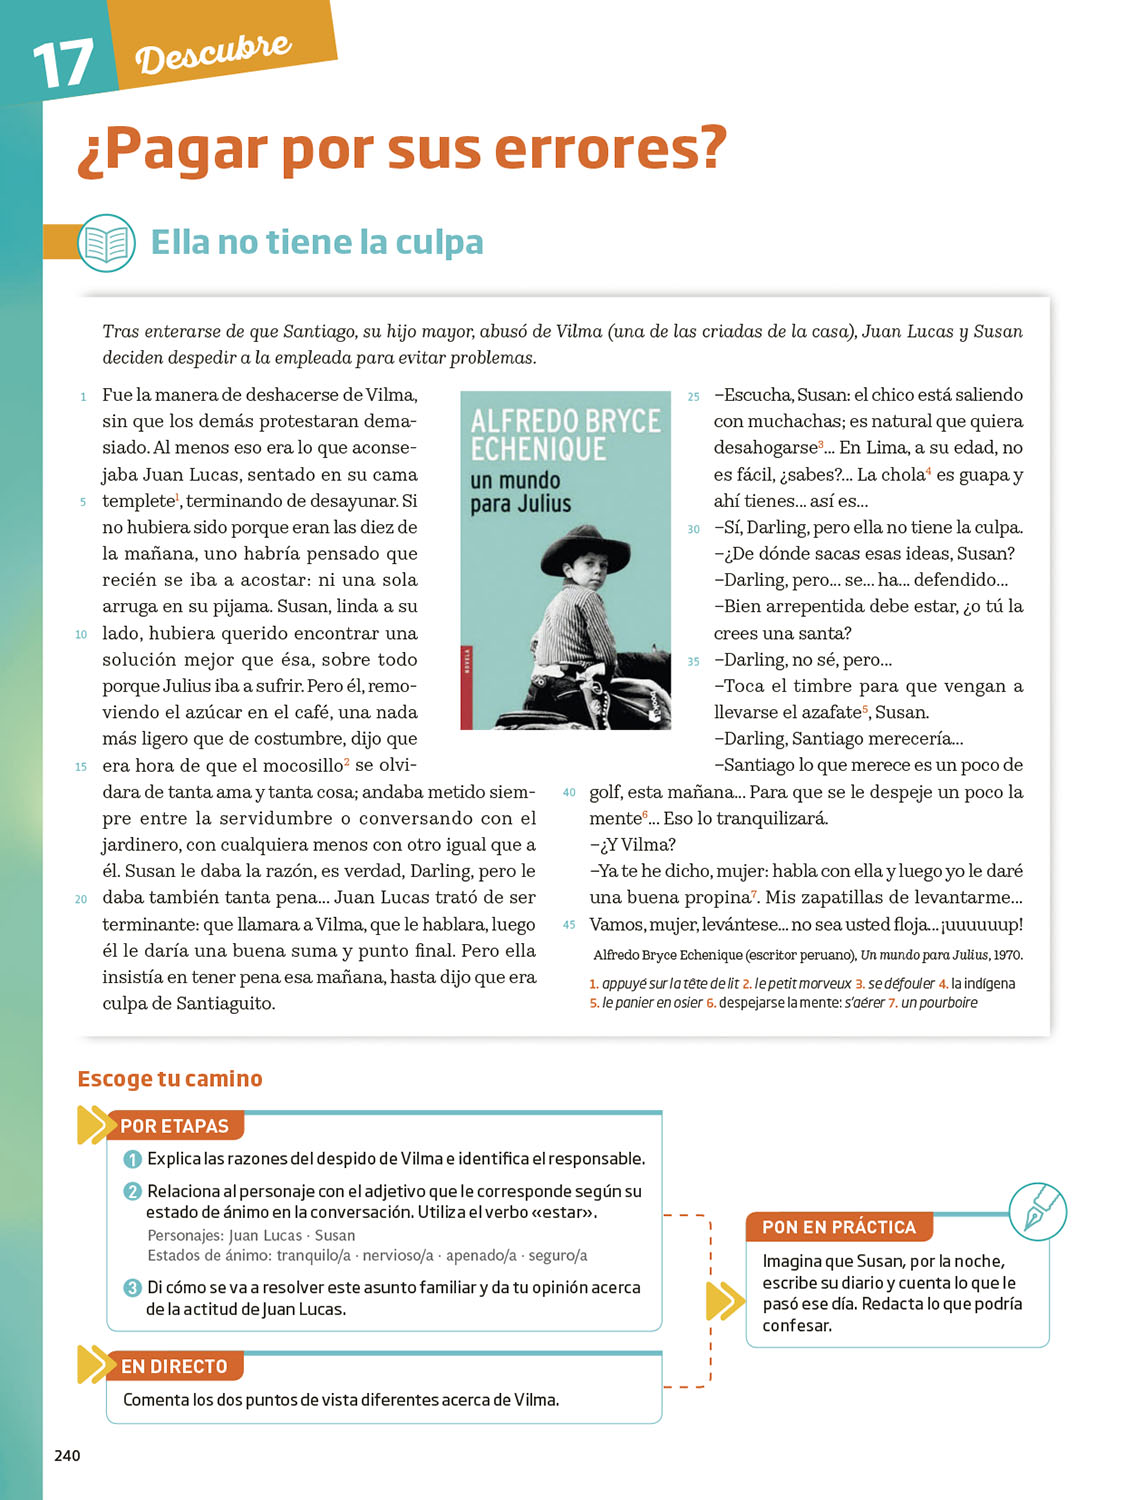 17
Descubre
¿Pagar por sus errores?
Ella no tiene la culpa
Tras enterarse de que Santiago, su hijo mayor, abusó de Vilma (una de las criadas de la casa), Juan Lucas y Susan
deciden despedir a la empleada para evitar problemas.
1 Fue la manera de deshacerse de Vilma,
sin que los demás protestaran dema-
siado. Al menos eso era lo que aconse-
jaba Juan Lucas, sentado en su cama
5 templete1, terminando de desayunar. Si
no hubiera sido porque eran las diez de
la mañana, uno habría pensado que
recién se iba a acostar: ni una sola
arruga en su pijama. Susan, linda a su
10 lado, hubiera querido encontrar una
solución mejor que ésa, sobre todo
porque Julius iba a sufrir. Pero él, remo-
viendo el azúcar en el café, una nada
más ligero que de costumbre, dijo que
15 era hora de que el mocosillo2 se olvi-
dara de tanta ama y tanta cosa; andaba metido siem-
pre entre la servidumbre o conversando con el
jardinero, con cualquiera menos con otro igual que a
él. Susan le daba la razón, es verdad, Darling, pero le
20 daba también tanta pena... Juan Lucas trató de ser
terminante: que llamara a Vilma, que le hablara, luego
él le daría una buena suma y punto final. Pero ella
insistía en tener pena esa mañana, hasta dijo que era
culpa de Santiaguito.
ALFREDO BRYCE
ECHENIQUE
un mundo
para Julius
NOVELA
Booket
25 –Escucha, Susan: el chico está saliendo
con muchachas; es natural que quiera
desahogarse3... En Lima, a su edad, no
es fácil, ¿sabes?... La chola4 es guapa y
ahí tienes... así es...
30 –Sí, Darling, pero ella no tiene la culpa.
–¿De dónde sacas esas ideas, Susan?
–Darling, pero... se... ha... defendido...
–Bien arrepentida debe estar, ¿o tú la
crees una santa?
35 –Darling, no sé, pero...
–Toca el timbre para que vengan a
llevarse el azafate5, Susan.
–Darling, Santiago merecería...
–Santiago lo que merece es un poco de
40 golf, esta mañana... Para que se le despeje un poco la
mente6... Eso lo tranquilizará.
–¿Y Vilma?
–Ya te he dicho, mujer: habla con ella y luego yo le daré
una buena propina7. Mis zapatillas de levantarme...
45 Vamos, mujer, levántese... no sea usted floja... ¡iuuuuuup!
Alfredo Bryce Echenique (escritor peruano), Un mundo para Julius, 1970.
1. appuyé sur la tête de lit 2. le petit morveux 3. se défouler 4. la indígena
5. le panier en osier 6. despejarse la mente: s'aérer 7. un pourboire
Escoge tu camino
POR ETAPAS
1 Explica las razones del despido de Vilma e identifica el responsable.
2 Relaciona al personaje con el adjetivo que le corresponde según su
estado de ánimo en la conversación. Utiliza el verbo «estar».
Personajes: Juan Lucas · Susan
Estados de ánimo: tranquilo/a · nervioso/a · apenado/a · seguro/a
3 Di cómo se va a resolver este asunto familiar y da tu opinión acerca
de la actitud de Juan Lucas.
EN DIRECTO
Comenta los dos puntos de vista diferentes acerca de Vilma.
PON EN PRÁCTICA
Imagina que Susan, por la noche,
escribe su diario y cuenta lo que le
pasó ese día. Redacta lo que podría
confesar.
240